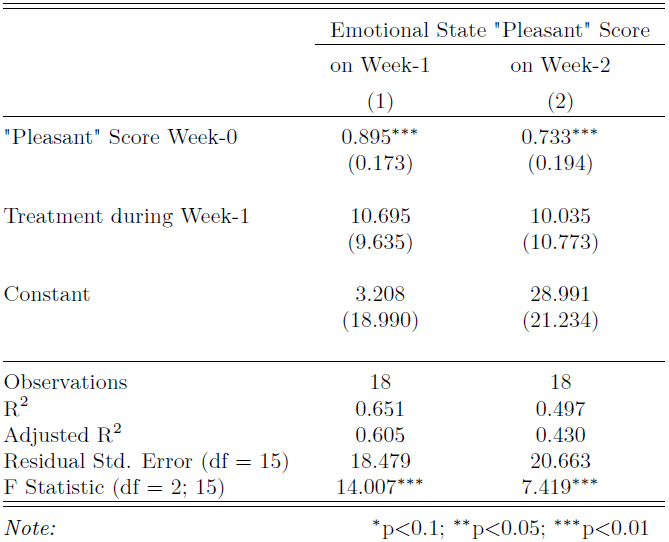 Emotional State "Pleasant" Score
on Week-1 on Week-2
(1) (2)
"Pleasant" Score Week-0 0.895*** 0.733***
(0.173) (0.194)
Treatment during Week-1 10.695 10.035
(9.635) (10.773)
Constant 3.208 28.991
(18.990) (21.234)
Observations 18 18
R² 0.651 0.497
Adjusted R² 0.605 0.430
Residual Std. Error (df = 15) 18.479 20.663
F Statistic (df = 2; 15) 14.007*** 7.419***
Note: *p<0.1; **p<0.05; ***p<0.01